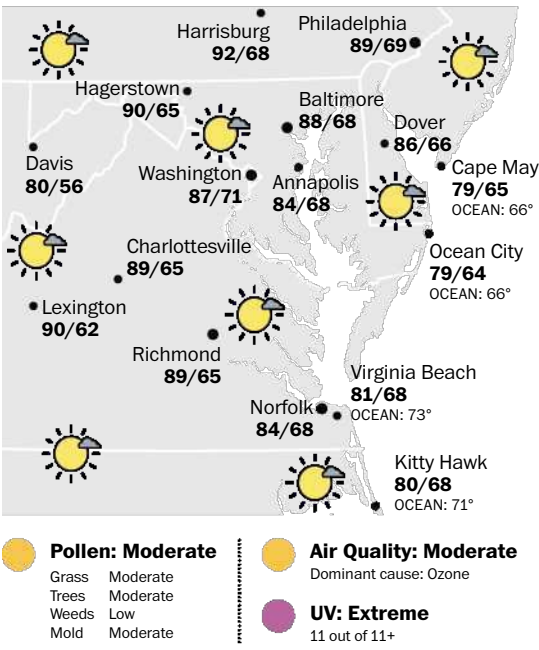 Harrisburg
92/68
Philadelphia
89/69
Hagerstown
90/65
Baltimore
88/68
Dover
86/66
Davis
80/56
Washington
87/71
Annapolis
84/68
Cape May
79/65
OCEAN: 66°
Charlottesville
89/65
Ocean City
79/64
OCEAN: 66°
Lexington
90/62
Richmond
89/65
Virginia Beach
81/68
OCEAN: 73°
Norfolk
84/68
Kitty Hawk
80/68
OCEAN: 71°
Pollen: Moderate
Grass Moderate
Trees Moderate
Weeds Low
Mold Moderate
Air Quality: Moderate
Dominant cause: Ozone
UV: Extreme
11 out of 11+